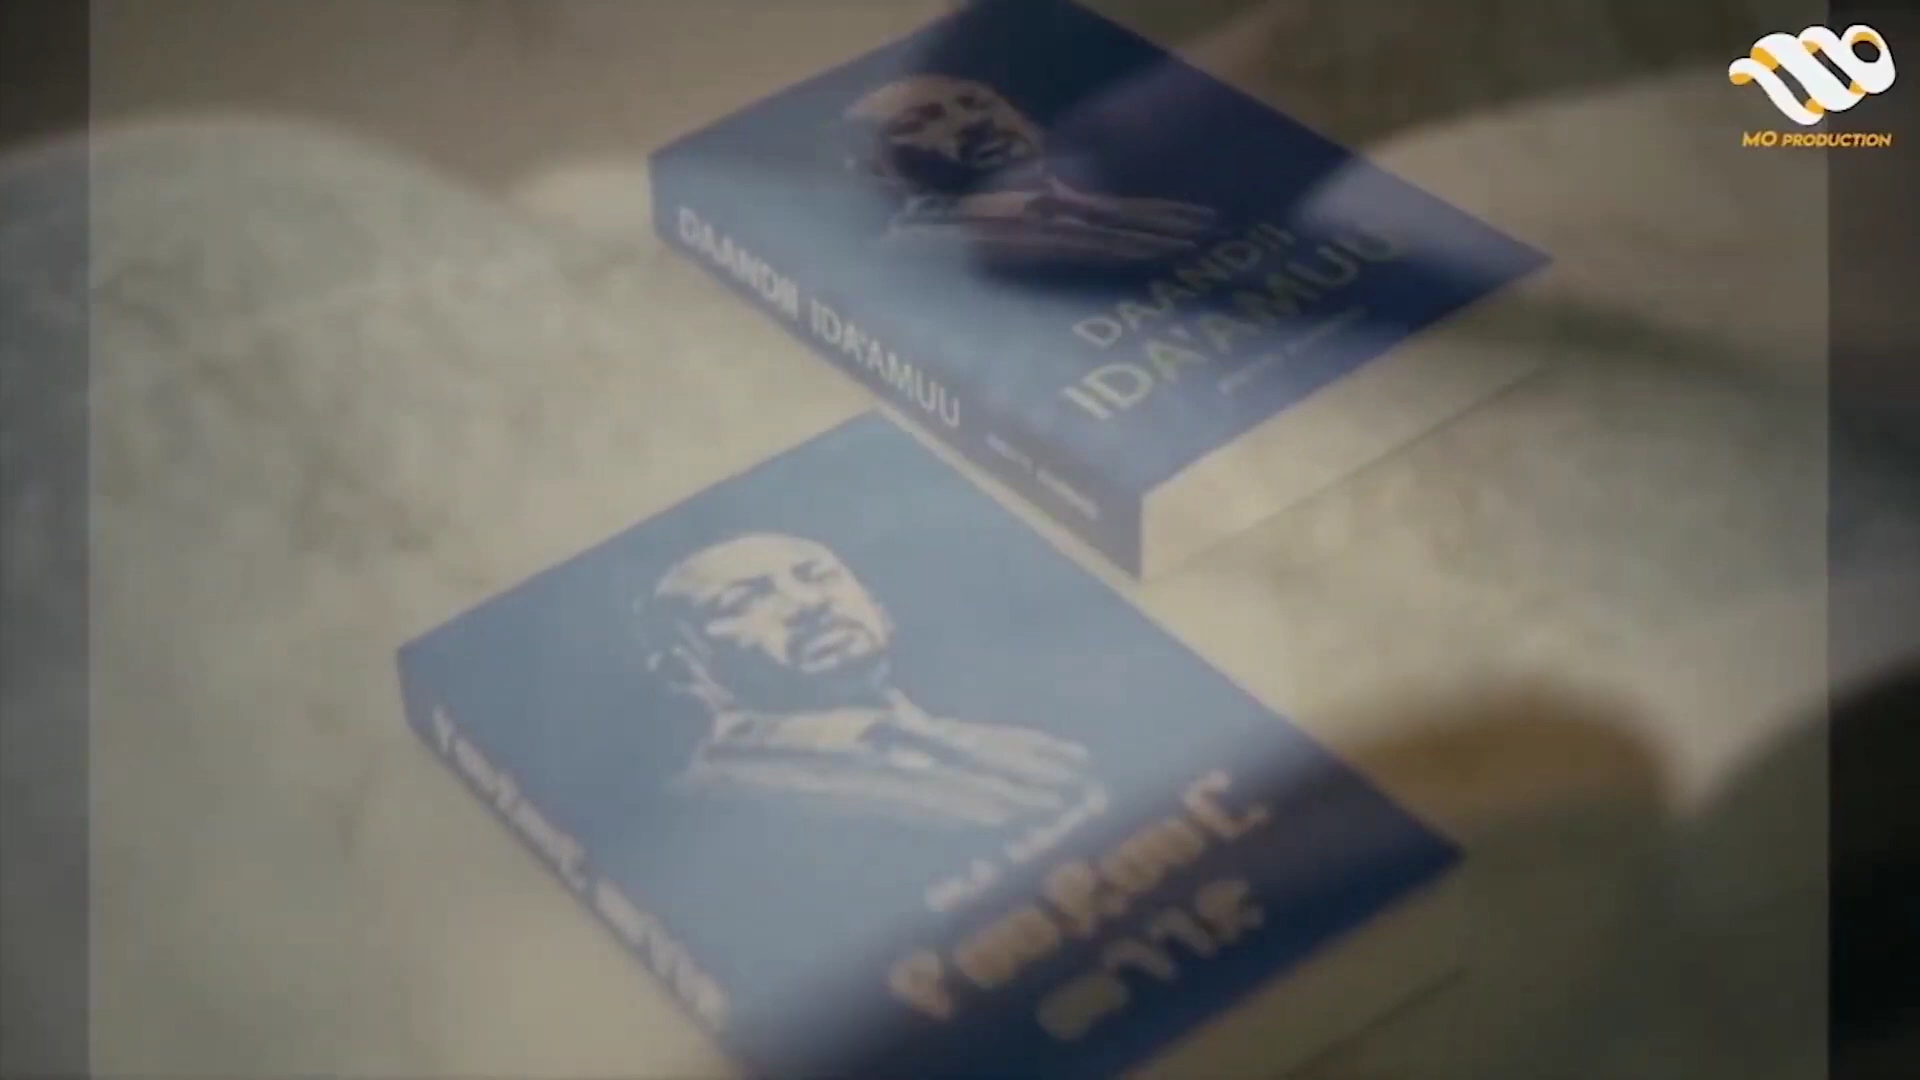 MO PRODUCTION
DAANDII IDA'AMUU
DAANDII
IDA'AMUU
የመደመር
መንገድ
የመደመር መንገድ